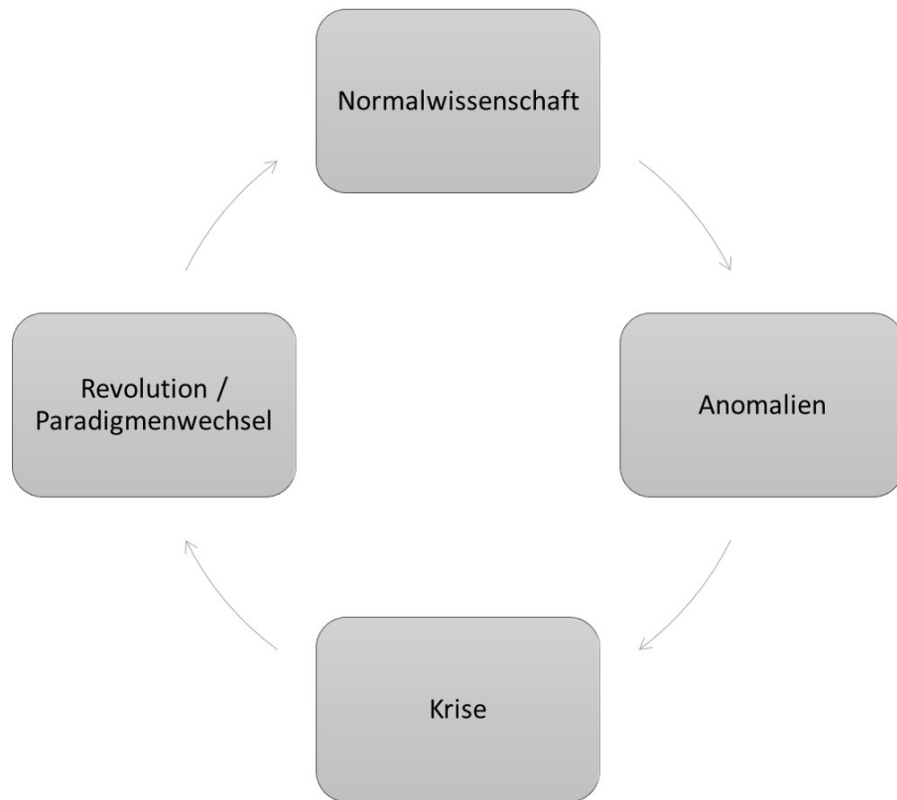 Normalwissenschaft
Revolution /
Paradigmenwechsel
Anomalien
Krise